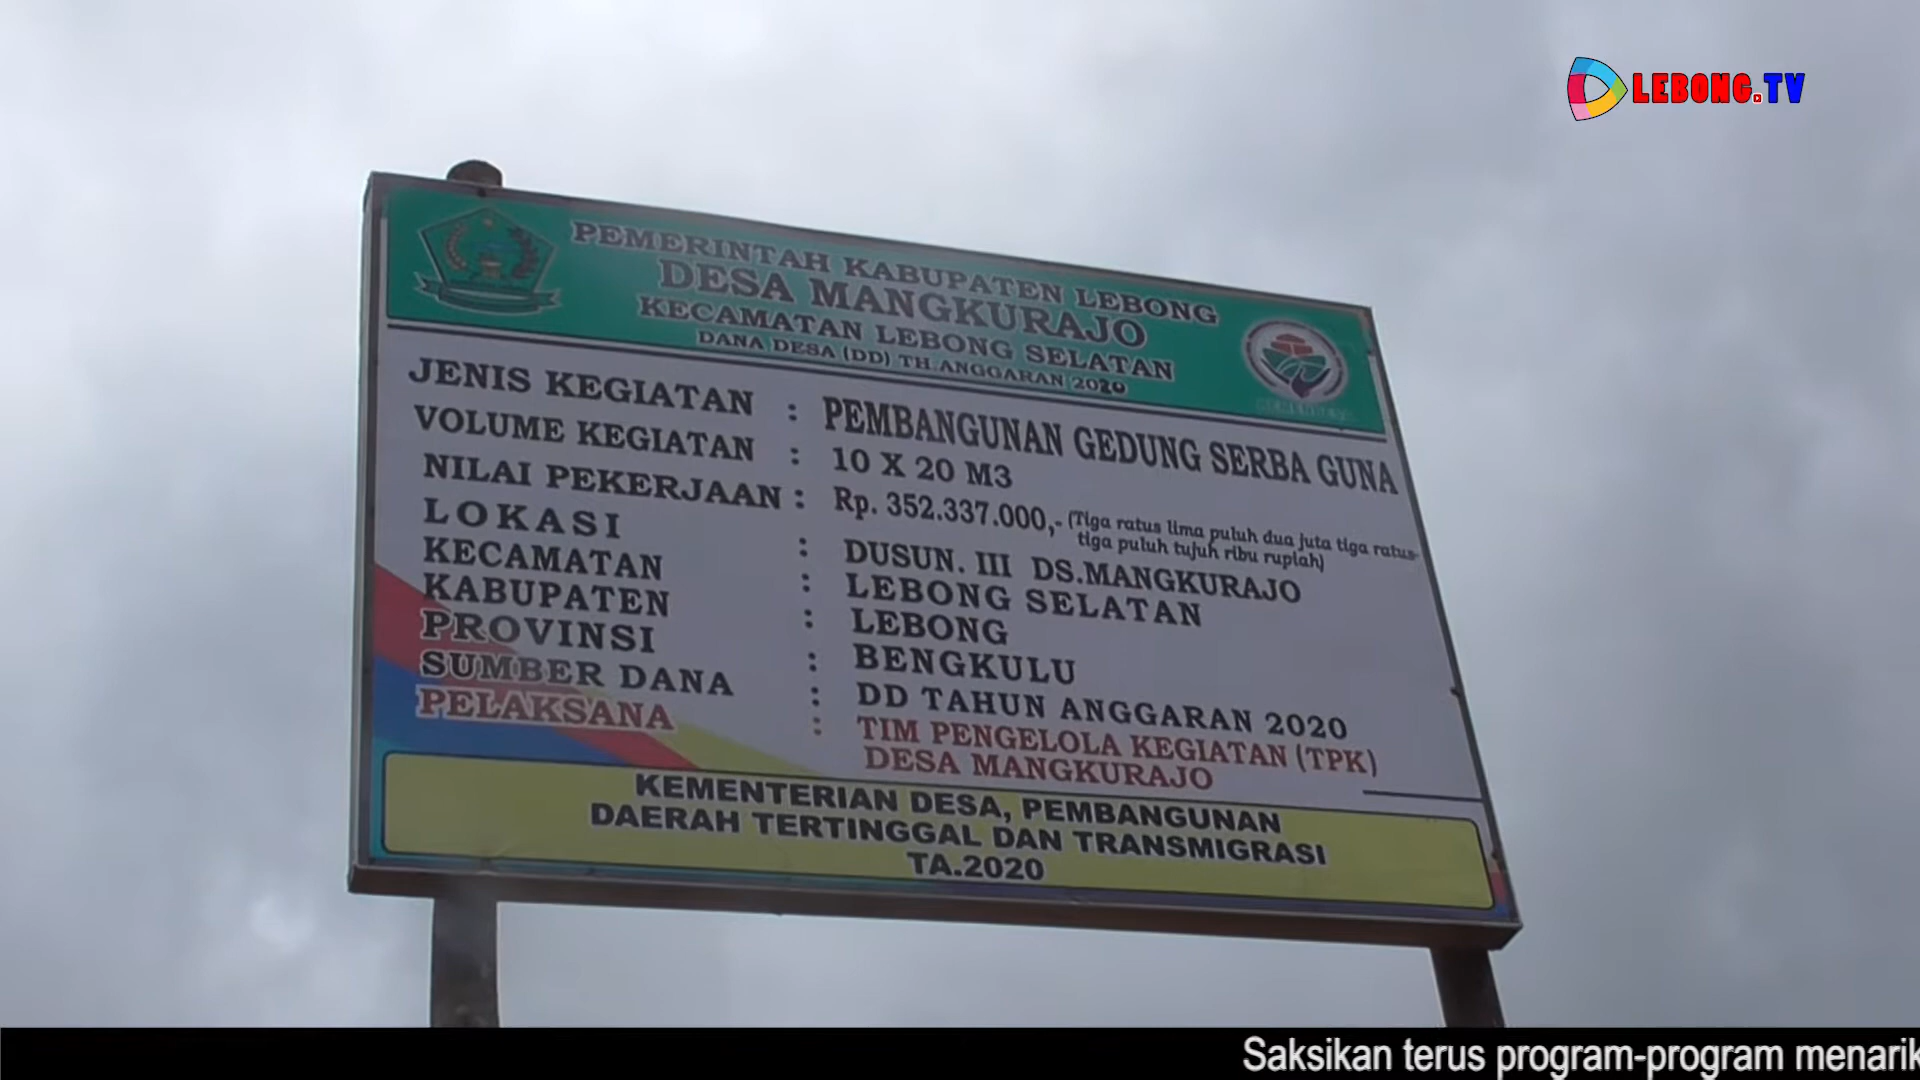 LEBONG.TV
PEMERINTAH KABUPATEN LEBONG
DESA MANGKURAJO
KECAMATAN LEBONG SELATAN
DANA DESA (DD) TH.ANGGARAN 2020
JENIS KEGIATAN : PEMBANGUNAN GEDUNG SERBA GUNA
VOLUME KEGIATAN : 10 X 20 M3
NILAI PEKERJAAN : Rp. 352.337.000,- (Tiga ratus lima puluh dua juta tiga ratus
tiga puluh tujuh ribu rupiah)
LOKASI : DUSUN. III DS.MANGKURAJO
KECAMATAN : LEBONG SELATAN
KABUPATEN : LEBONG
PROVINSI : BENGKULU
SUMBER DANA : DD TAHUN ANGGARAN 2020
PELAKSANA : TIM PENGELOLA KEGIATAN (TPK)
DESA MANGKURAJO
KEMENTERIAN DESA, PEMBANGUNAN
DAERAH TERTINGGAL DAN TRANSMIGRASI
TA.2020
Saksikan terus program-program menarik